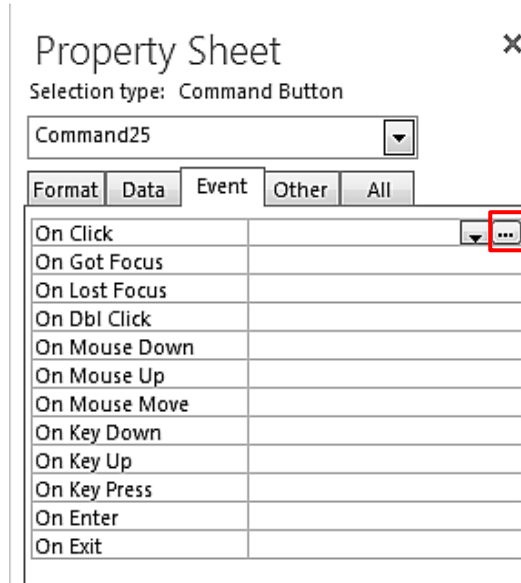 Property Sheet
Selection type: Command Button
Command25
Format Data Event Other All
On Click
On Got Focus
On Lost Focus
On Dbl Click
On Mouse Down
On Mouse Up
On Mouse Move
On Key Down
On Key Up
On Key Press
On Enter
On Exit